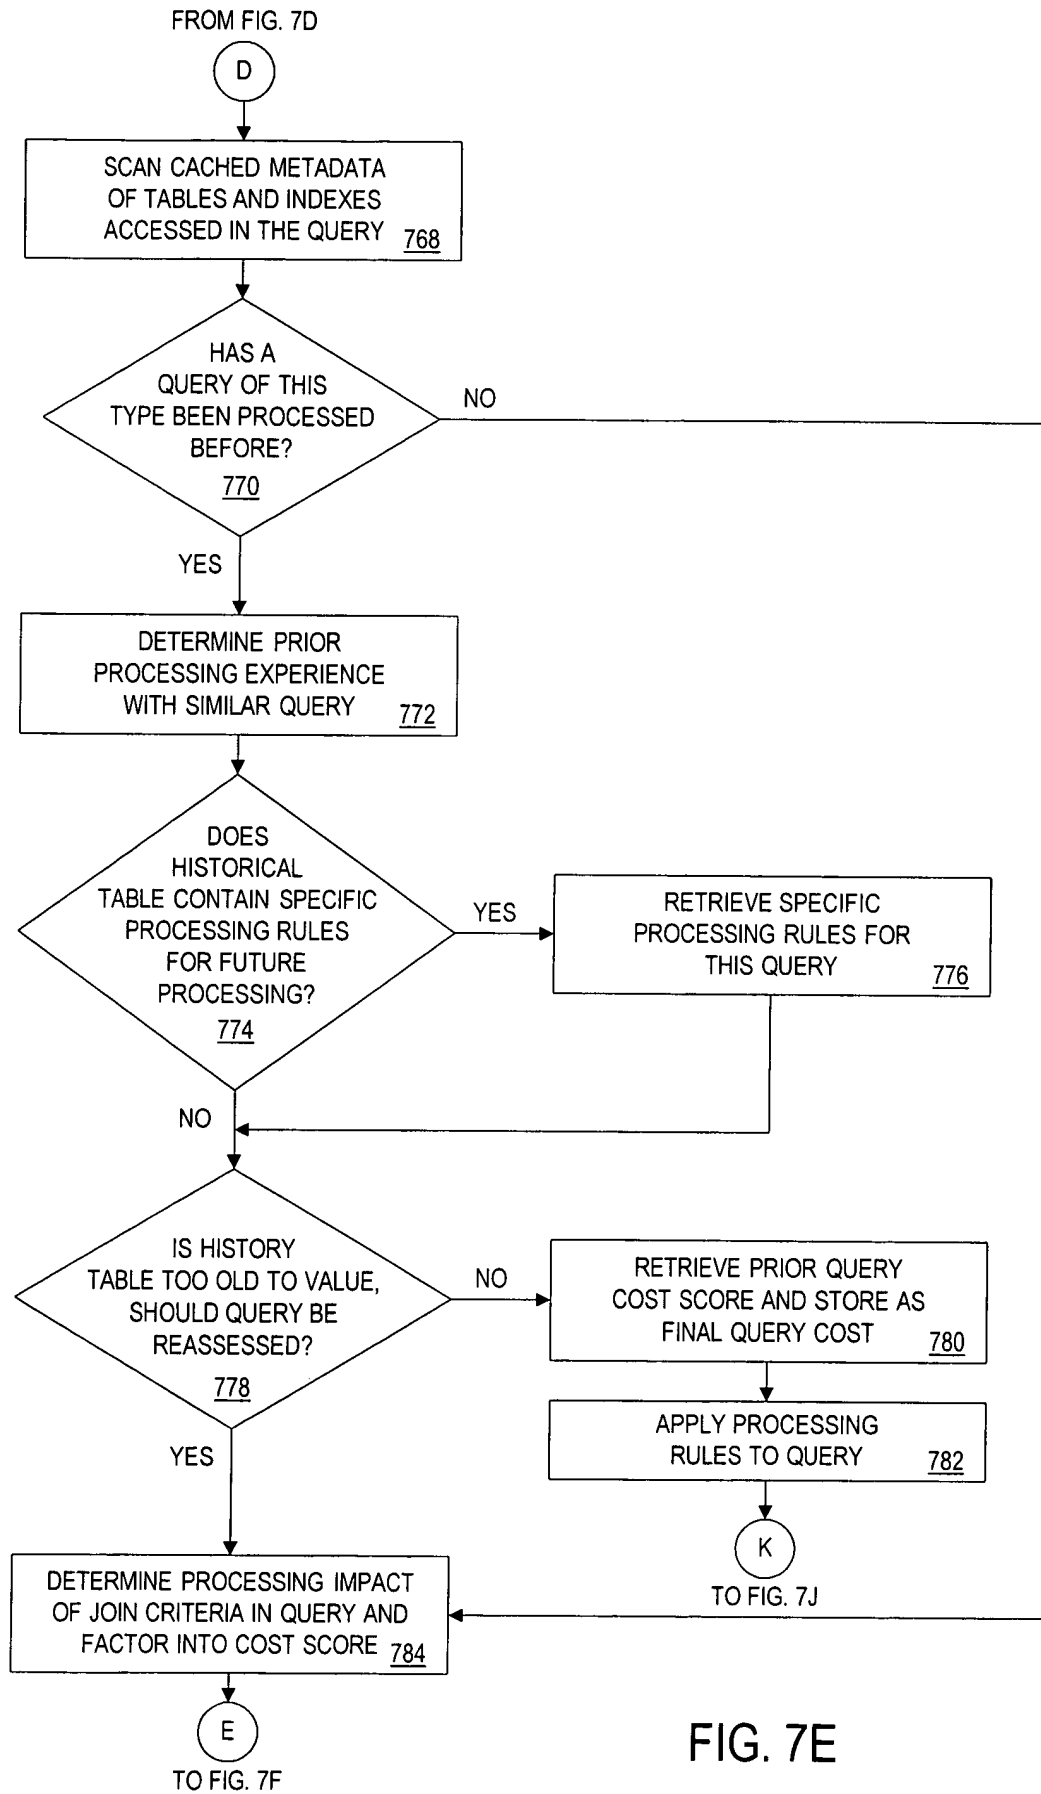 FROM FIG. 7D
D
SCAN CACHED METADATA
OF TABLES AND INDEXES
ACCESSED IN THE QUERY 768
HAS A
QUERY OF THIS
TYPE BEEN PROCESSED
BEFORE?
770
NO
YES
DETERMINE PRIOR
PROCESSING EXPERIENCE
WITH SIMILAR QUERY 772
DOES
HISTORICAL
TABLE CONTAIN SPECIFIC
PROCESSING RULES
FOR FUTURE
PROCESSING?
774
YES
RETRIEVE SPECIFIC
PROCESSING RULES FOR
THIS QUERY 776
NO
IS HISTORY
TABLE TOO OLD TO VALUE,
SHOULD QUERY BE
REASSESSED?
778
NO
RETRIEVE PRIOR QUERY
COST SCORE AND STORE AS
FINAL QUERY COST 780
APPLY PROCESSING
RULES TO QUERY 782
K
TO FIG. 7J
YES
DETERMINE PROCESSING IMPACT
OF JOIN CRITERIA IN QUERY AND
FACTOR INTO COST SCORE 784
E
TO FIG. 7F
FIG. 7E